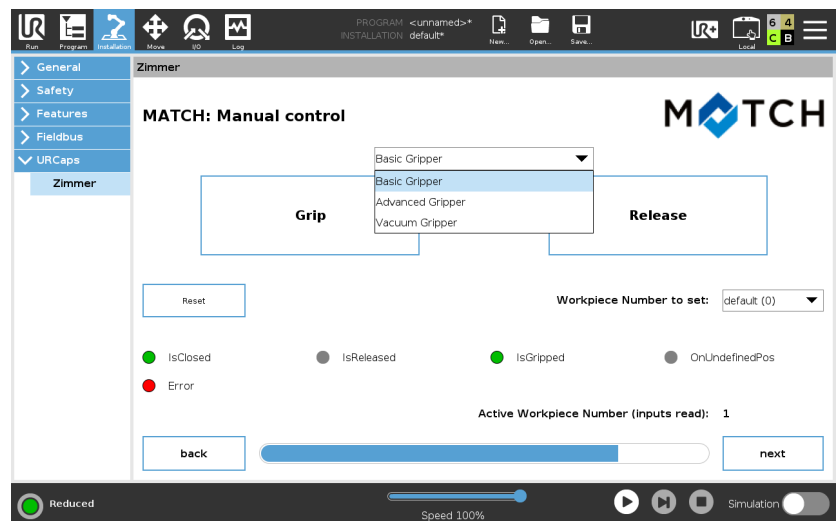 UR+
PROGRAM <unnamed>*
INSTALLATION default*
Run Program Installation Move I/O Log New... Open... Save... Local
6 4
C B
General
Safety
Features
Fieldbus
URCaps
Zimmer
Zimmer
MATCH: Manual control
MATCH
Basic Gripper
Basic Gripper
Advanced Gripper
Vacuum Gripper
Grip
Release
Reset
Workpiece Number to set: default (0)
IsClosed IsReleased IsGripped OnUndefinedPos
Error
Active Workpiece Number (inputs read): 1
back next
Reduced
Speed 100%
Simulation